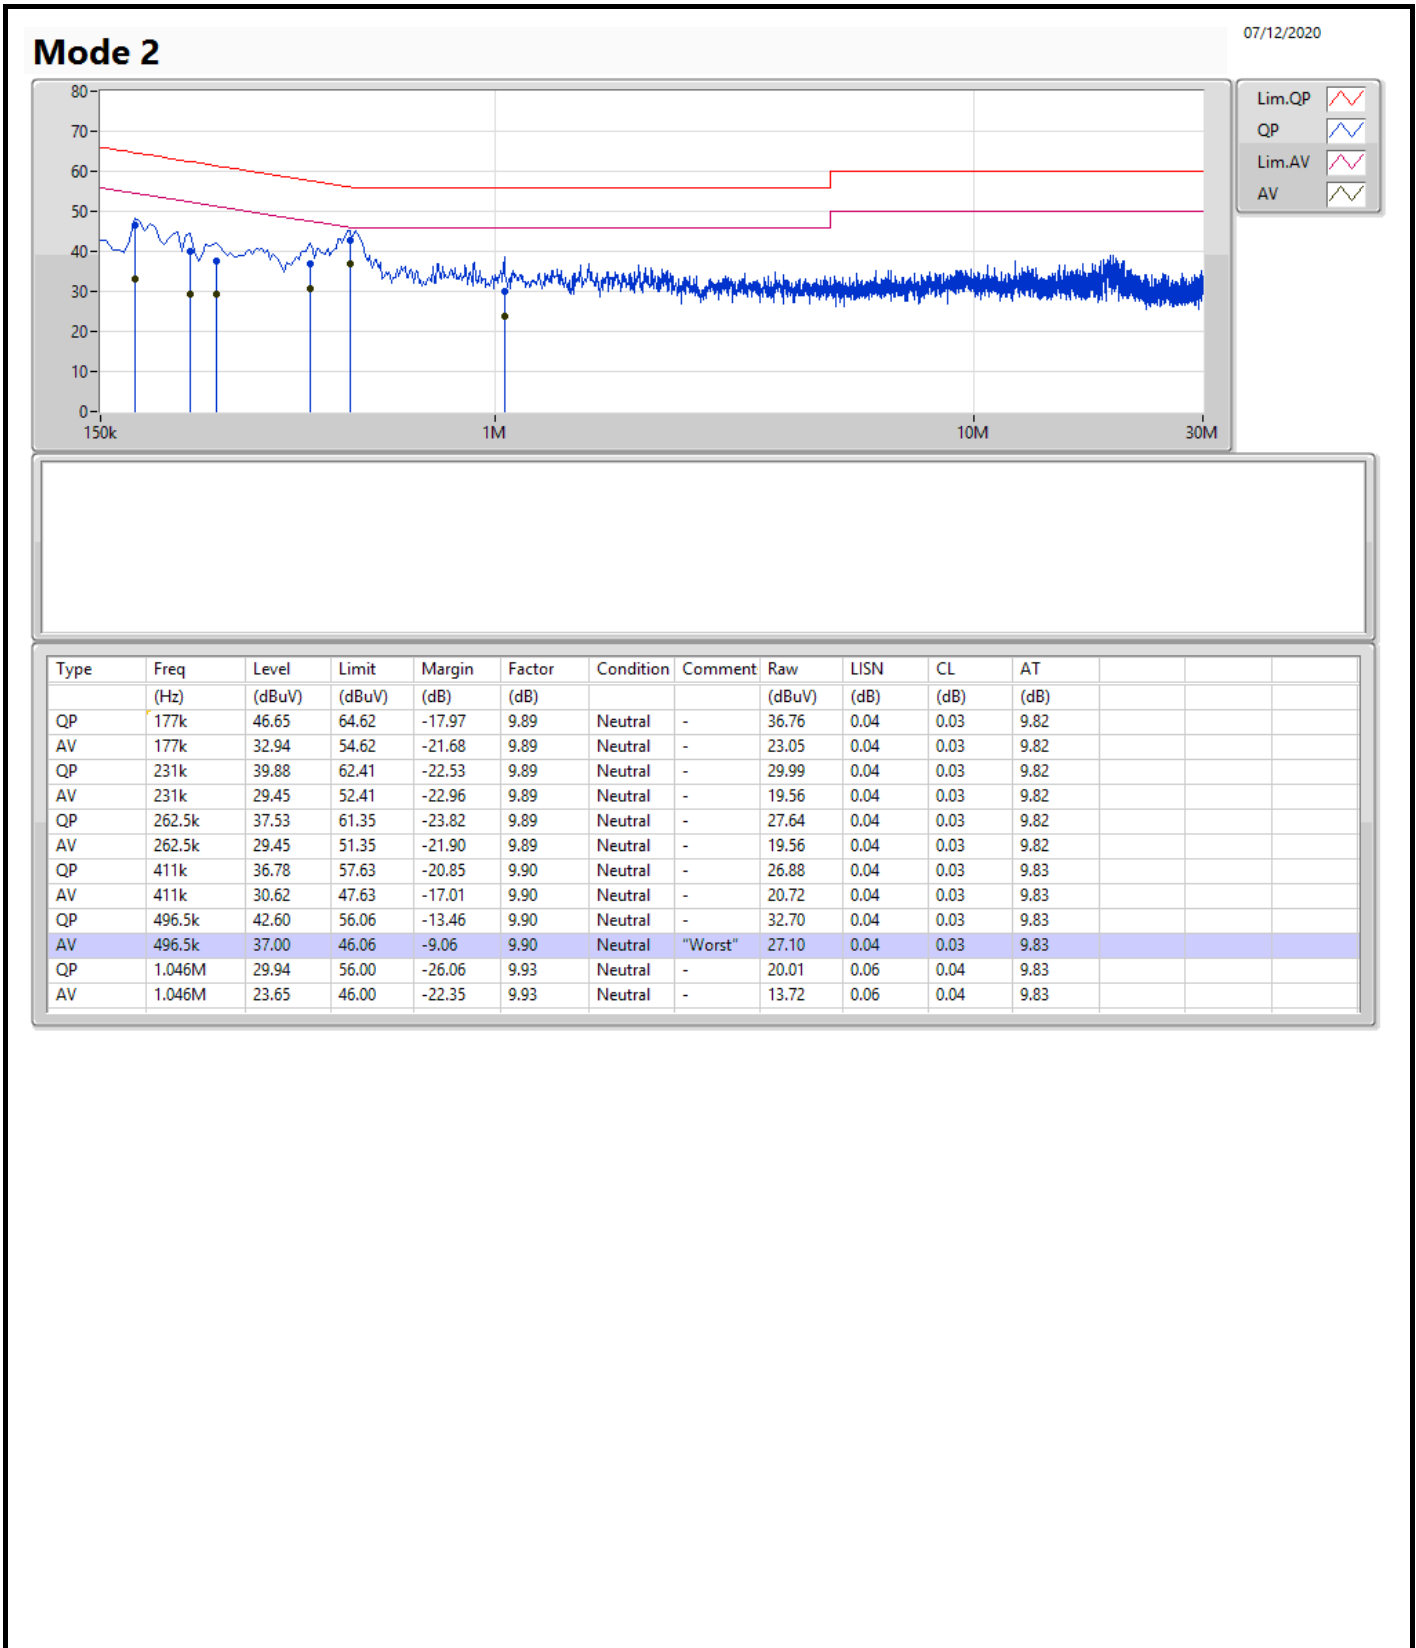 07/12/2020
Mode 2
80
70
60
50
40
30
20
10
0
150k 1M 10M 30M
Lim.QP
QP
Lim.AV
AV
Type Freq Level Limit Margin Factor Condition Comment Raw LISN CL AT
(Hz) (dBuV) (dBuV) (dB) (dB) (dBuV) (dB) (dB) (dB)
QP 177k 46.65 64.62 -17.97 9.89 Neutral - 36.76 0.04 0.03 9.82
AV 177k 32.94 54.62 -21.68 9.89 Neutral - 23.05 0.04 0.03 9.82
QP 231k 39.88 62.41 -22.53 9.89 Neutral - 29.99 0.04 0.03 9.82
AV 231k 29.45 52.41 -22.96 9.89 Neutral - 19.56 0.04 0.03 9.82
QP 262.5k 37.53 61.35 -23.82 9.89 Neutral - 27.64 0.04 0.03 9.82
AV 262.5k 29.45 51.35 -21.90 9.89 Neutral - 19.56 0.04 0.03 9.82
QP 411k 36.78 57.63 -20.85 9.90 Neutral - 26.88 0.04 0.03 9.83
AV 411k 30.62 47.63 -17.01 9.90 Neutral - 20.72 0.04 0.03 9.83
QP 496.5k 42.60 56.06 -13.46 9.90 Neutral - 32.70 0.04 0.03 9.83
AV 496.5k 37.00 46.06 -9.06 9.90 Neutral "Worst" 27.10 0.04 0.03 9.83
QP 1.046M 29.94 56.00 -26.06 9.93 Neutral - 20.01 0.06 0.04 9.83
AV 1.046M 23.65 46.00 -22.35 9.93 Neutral - 13.72 0.06 0.04 9.83